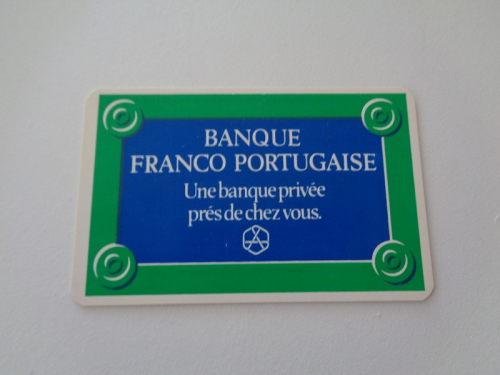 BANQUE
FRANCO PORTUGAISE
Une banque privée
prés de chez vous.